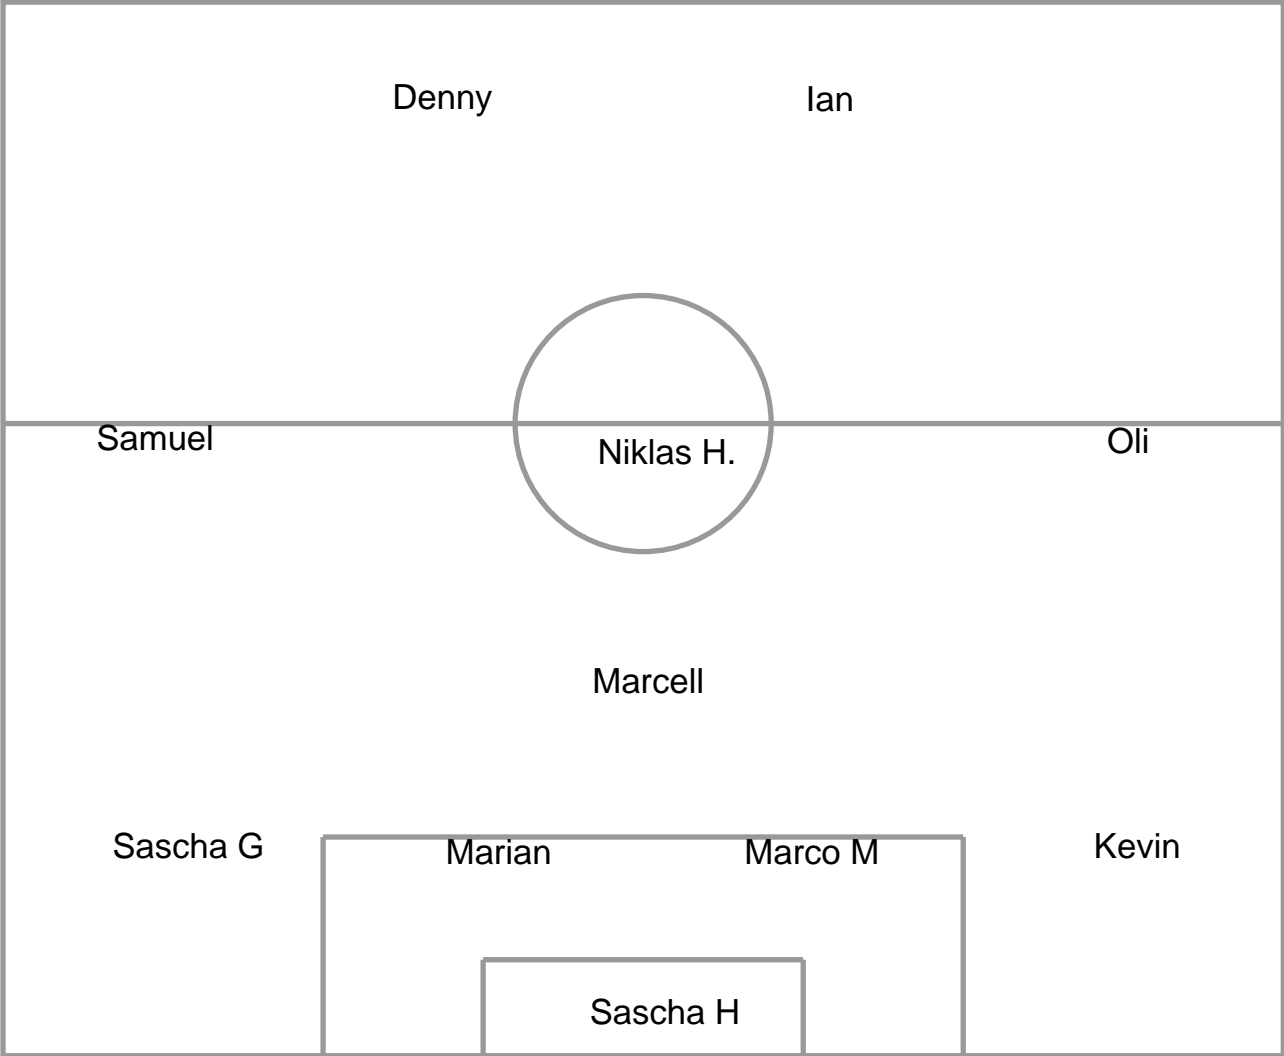 Denny
Ian
Samuel
Niklas H.
Oli
Marcell
Sascha G
Marian
Marco M
Kevin
Sascha H